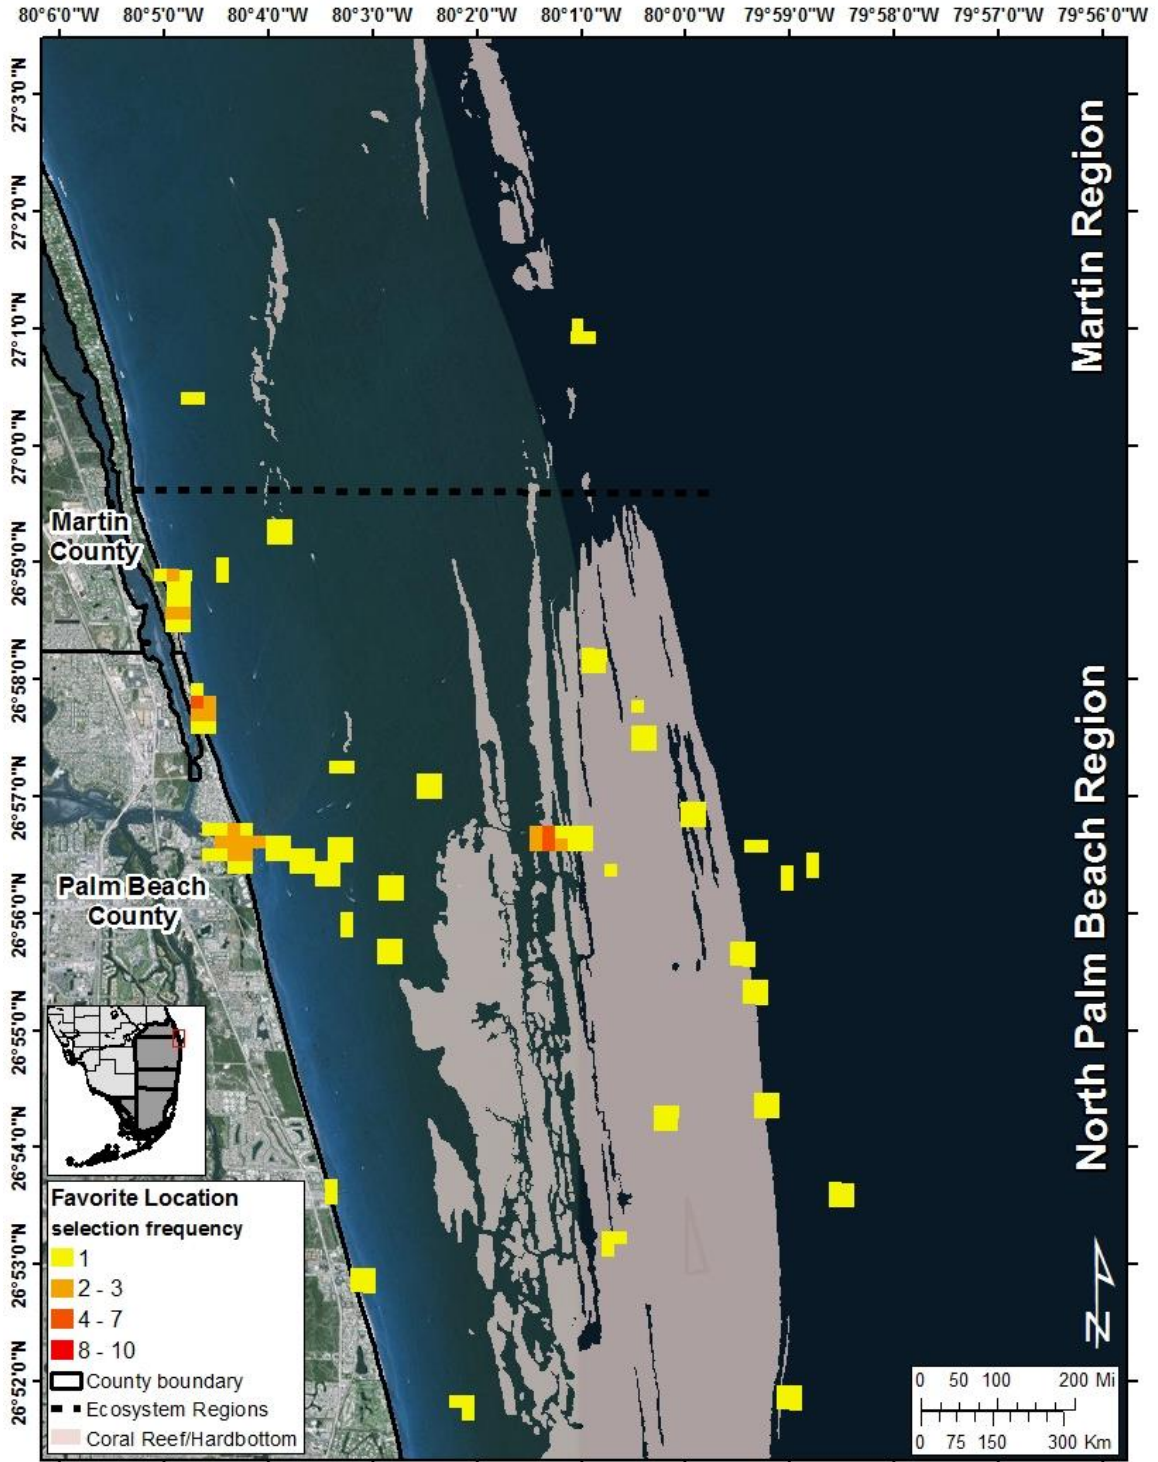 80°6'0"W 80°5'0"W 80°4'0"W 80°3'0"W 80°2'0"W 80°1'0"W 80°0'0"W 79°59'0"W 79°58'0"W 79°57'0"W 79°56'0"W
27°3'0"N
27°2'0"N
27°1'0"N
27°0'0"N
26°59'0"N
26°58'0"N
26°57'0"N
26°56'0"N
26°55'0"N
26°54'0"N
26°53'0"N
26°52'0"N
Martin Region
Martin
County
North Palm Beach Region
Palm Beach
County
Favorite Location
selection frequency
1
2 - 3
4 - 7
8 - 10
County boundary
Ecosystem Regions
Coral Reef/Hardbottom
N
0 50 100 200 Mi
0 75 150 300 Km